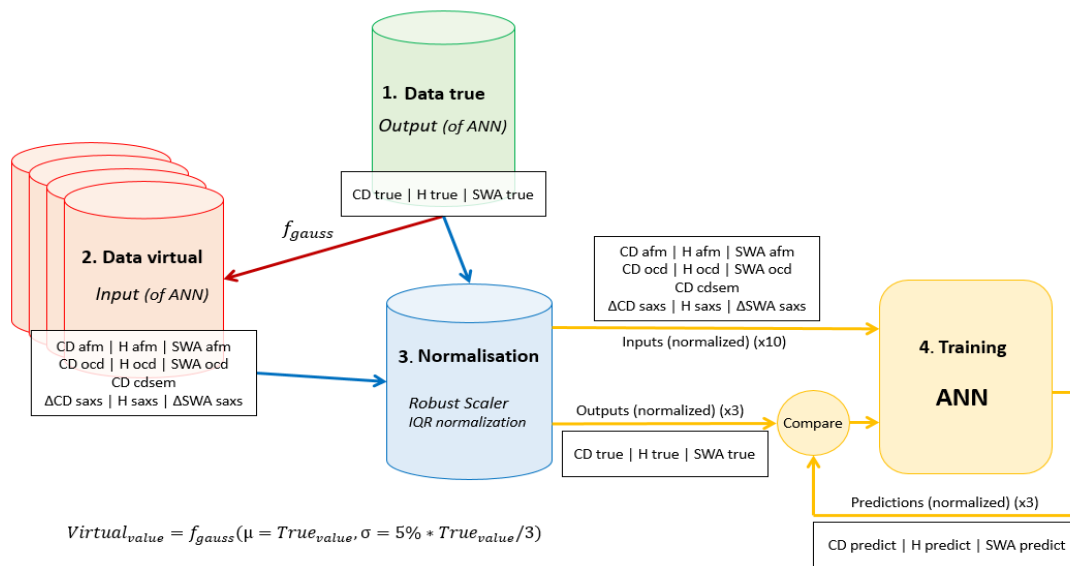 1. Data true
Output (of ANN)
CD true | H true | SWA true
f_gauss
2. Data virtual
Input (of ANN)
CD afm | H afm | SWA afm
CD ocd | H ocd | SWA ocd
CD cdsem
ΔCD saxs | H saxs | ΔSWA saxs
3. Normalisation
Robust Scaler
IQR normalization
CD afm | H afm | SWA afm
CD ocd | H ocd | SWA ocd
CD cdsem
ΔCD saxs | H saxs | ΔSWA saxs
Inputs (normalized) (x10)
Outputs (normalized) (x3)
CD true | H true | SWA true
Compare
4. Training
ANN
Predictions (normalized) (x3)
CD predict | H predict | SWA predict
Virtual_value = f_gauss(μ = True_value, σ = 5% * True_value/3)